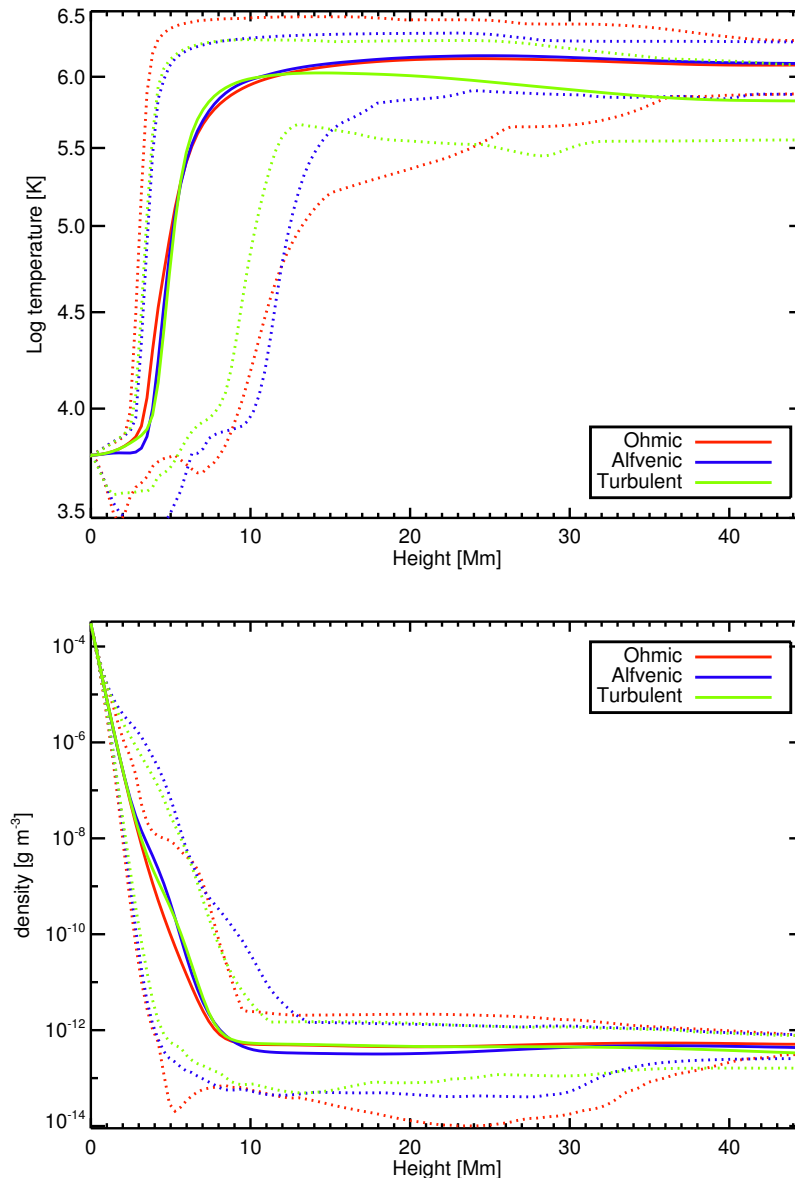 6.5
6.0
5.5
5.0
4.5
4.0
3.5
Log temperature [K]
Ohmic
Alfvenic
Turbulent
0 10 20 30 40
Height [Mm]
10⁻⁴
10⁻⁶
10⁻⁸
10⁻¹⁰
10⁻¹²
10⁻¹⁴
density [g m⁻³]
Ohmic
Alfvenic
Turbulent
0 10 20 30 40
Height [Mm]